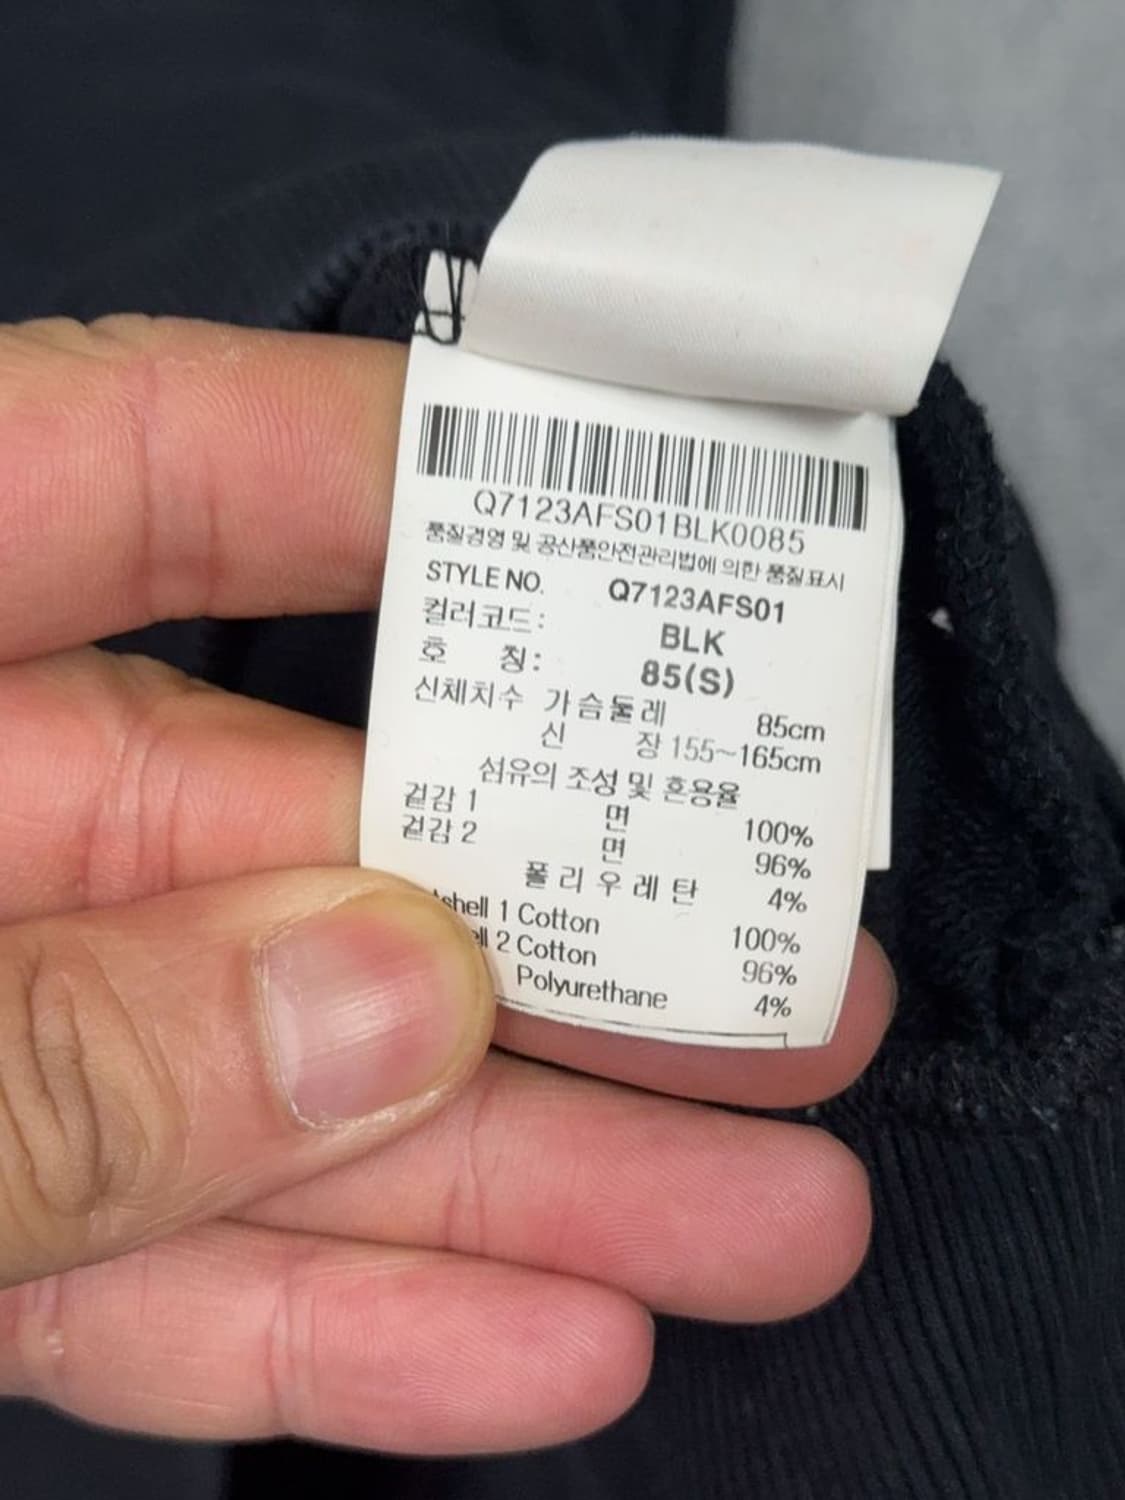 Q7123AFS01BLK0085
품질경영 및 공산품안전관리법에 의한 품질표시
STYLE NO. Q7123AFS01
컬러코드: BLK
호 칭: 85(S)
신체치수 가슴둘레 85cm
신 장 155~165cm
섬유의 조성 및 혼용율
겉감 1 면 100%
겉감 2 면 96%
폴리우레탄 4%
1 Cotton 100%
2 Cotton 96%
Polyurethane 4%